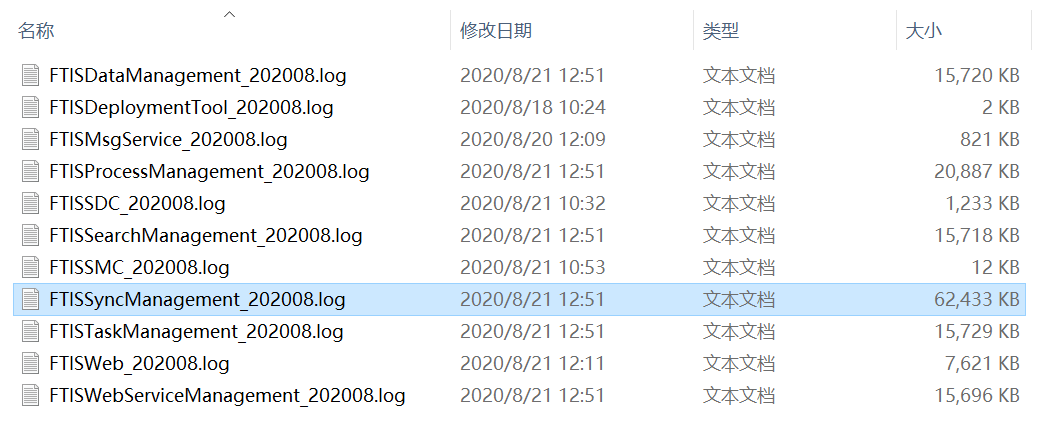 名称 修改日期 类型 大小
FTISDataManagement_202008.log 2020/8/21 12:51 文本文档 15,720 KB
FTISDeploymentTool_202008.log 2020/8/18 10:24 文本文档 2 KB
FTISMsgService_202008.log 2020/8/20 12:09 文本文档 821 KB
FTISProcessManagement_202008.log 2020/8/21 12:51 文本文档 20,887 KB
FTISSDC_202008.log 2020/8/21 10:32 文本文档 1,233 KB
FTISSearchManagement_202008.log 2020/8/21 12:51 文本文档 15,718 KB
FTISSMC_202008.log 2020/8/21 10:53 文本文档 12 KB
FTISSyncManagement_202008.log 2020/8/21 12:51 文本文档 62,433 KB
FTISTaskManagement_202008.log 2020/8/21 12:51 文本文档 15,729 KB
FTISWeb_202008.log 2020/8/21 12:11 文本文档 7,621 KB
FTISWebServiceManagement_202008.log 2020/8/21 12:51 文本文档 15,696 KB